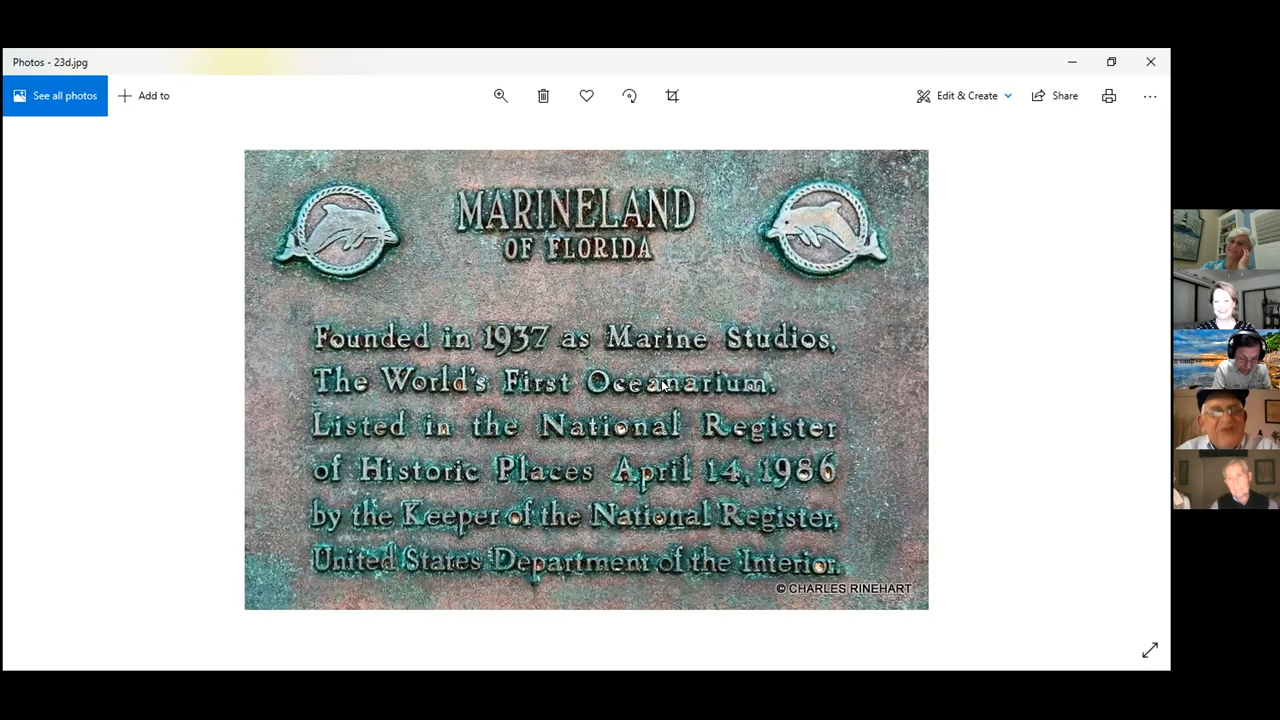 Photos - 23d.jpg
See all photos
Add to
Edit & Create
Share
MARINELAND
OF FLORIDA
Founded in 1937 as Marine Studios,
The World's First Oceanarium.
Listed in the National Register
of Historic Places April 14, 1986
by the Keeper of the National Register,
United States Department of the Interior.
© CHARLES RINEHART